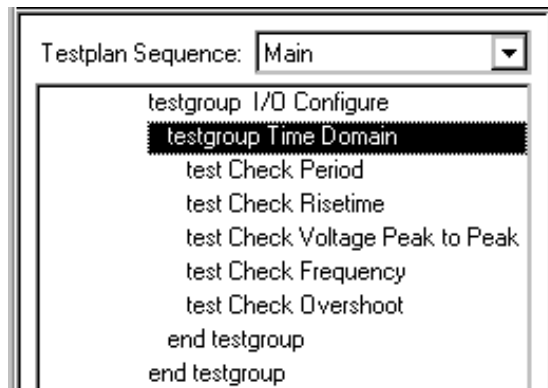 Testplan Sequence: Main
testgroup I/O Configure
testgroup Time Domain
test Check Period
test Check Risetime
test Check Voltage Peak to Peak
test Check Frequency
test Check Overshoot
end testgroup
end testgroup